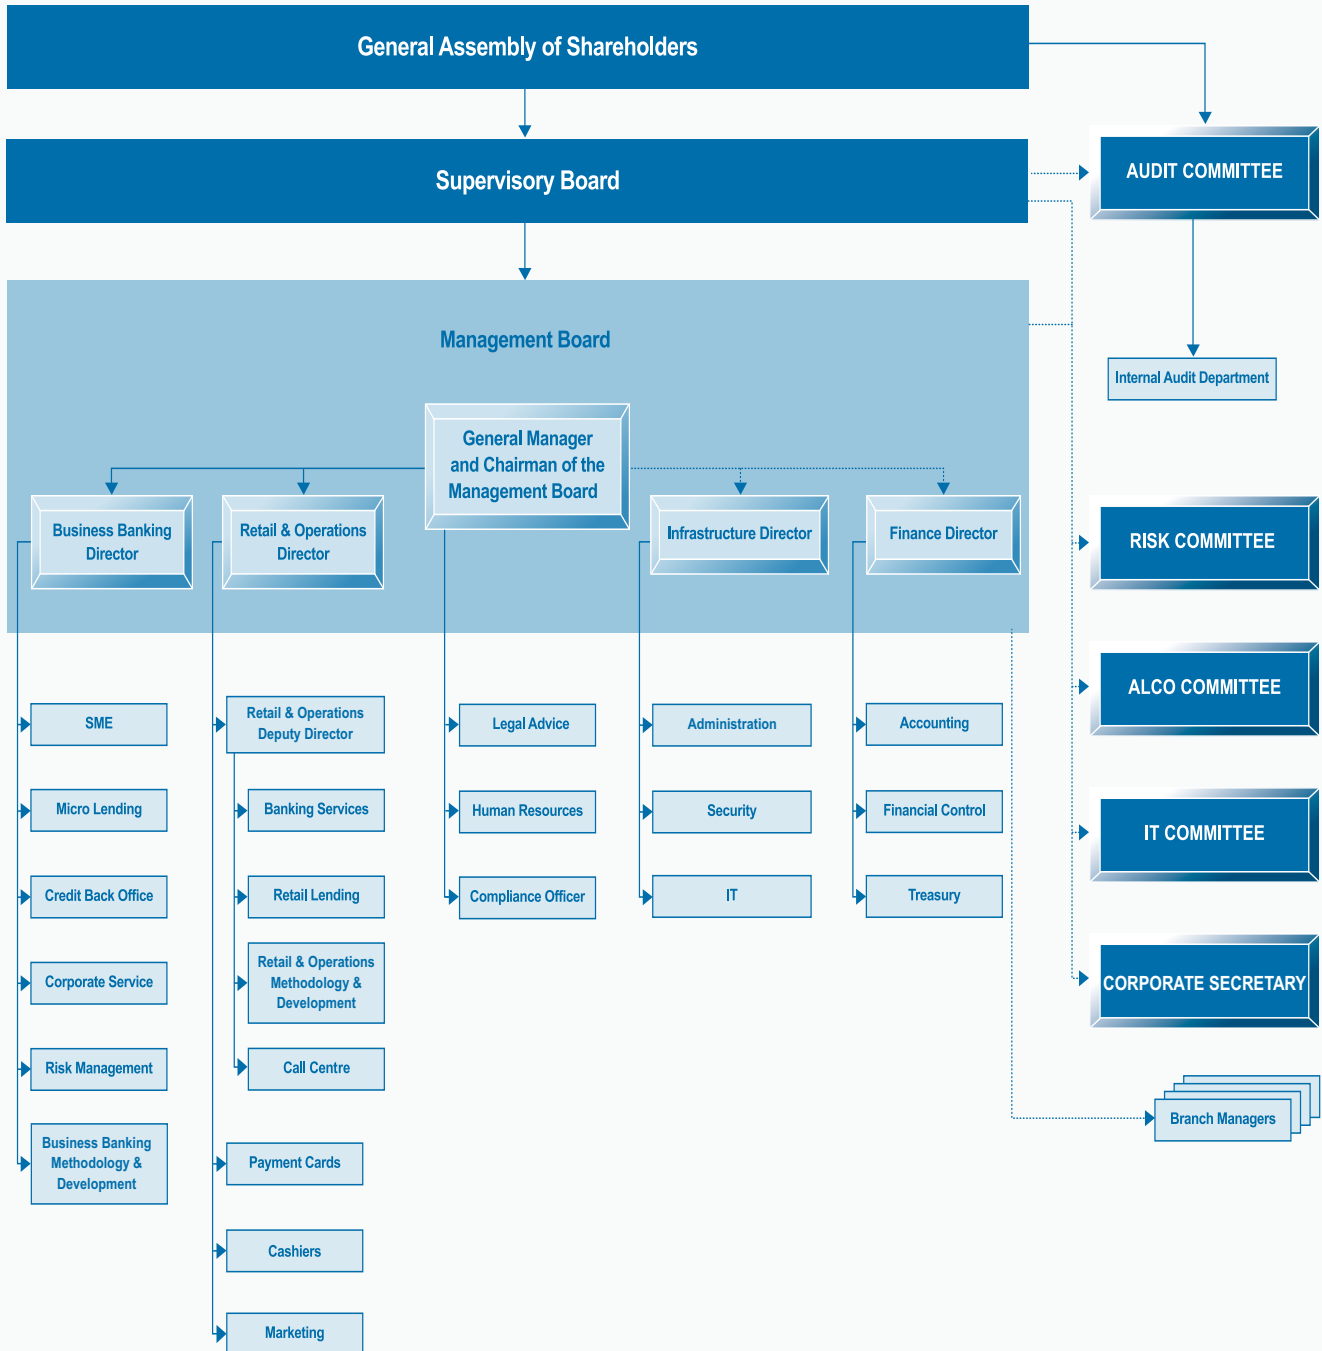 General Assembly of Shareholders
Supervisory Board
AUDIT COMMITTEE
Management Board
Internal Audit Department
General Manager
and Chairman of the
Management Board
Business Banking
Director
Retail & Operations
Director
Infrastructure Director
Finance Director
RISK COMMITTEE
ALCO COMMITTEE
IT COMMITTEE
CORPORATE SECRETARY
Branch Managers
SME
Micro Lending
Credit Back Office
Corporate Service
Risk Management
Business Banking
Methodology &
Development
Retail & Operations
Deputy Director
Banking Services
Retail Lending
Retail & Operations
Methodology &
Development
Call Centre
Payment Cards
Cashiers
Marketing
Legal Advice
Human Resources
Compliance Officer
Administration
Security
IT
Accounting
Financial Control
Treasury